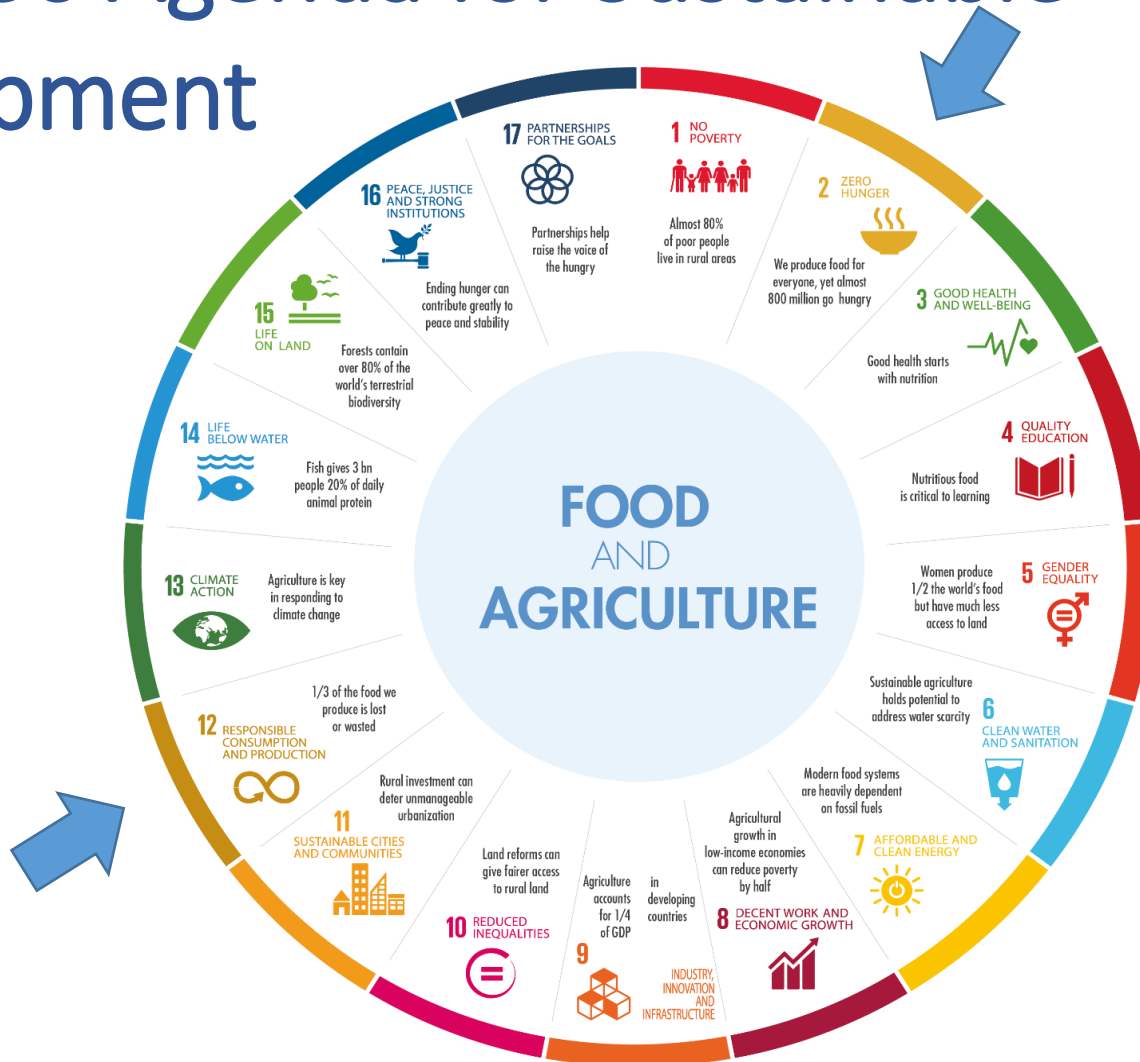 Agenda for Sustainable
opment
FOOD
AND
AGRICULTURE
1 NO
POVERTY
Almost 80%
of poor people
live in rural areas
2 ZERO
HUNGER
We produce food for
everyone, yet almost
800 million go hungry
3 GOOD HEALTH
AND WELL-BEING
Good health starts
with nutrition
4 QUALITY
EDUCATION
Nutritious food
is critical to learning
5 GENDER
EQUALITY
Women produce
1/2 the world's food
but have much less
access to land
6
CLEAN WATER
AND SANITATION
Sustainable agriculture
holds potential to
address water scarcity
7 AFFORDABLE AND
CLEAN ENERGY
Modern food systems
are heavily dependent
on fossil fuels
8 DECENT WORK AND
ECONOMIC GROWTH
Agricultural
growth in
low-income economies
can reduce poverty
by half
9
INDUSTRY,
INNOVATION
AND
INFRASTRUCTURE
Agriculture
accounts
for 1/4
of GDP
in
developing
countries
10 REDUCED
INEQUALITIES
Land reforms can
give fairer access
to rural land
11
SUSTAINABLE CITIES
AND COMMUNITIES
Rural investment can
deter unmanageable
urbanization
12 RESPONSIBLE
CONSUMPTION
AND PRODUCTION
1/3 of the food we
produce is lost
or wasted
13 CLIMATE
ACTION
Agriculture is key
in responding to
climate change
14 LIFE
BELOW WATER
Fish gives 3 bn
people 20% of daily
animal protein
15
LIFE
ON LAND
Forests contain
over 80% of the
world's terrestrial
biodiversity
16 PEACE, JUSTICE
AND STRONG
INSTITUTIONS
Ending hunger can
contribute greatly to
peace and stability
17 PARTNERSHIPS
FOR THE GOALS
Partnerships help
raise the voice of
the hungry